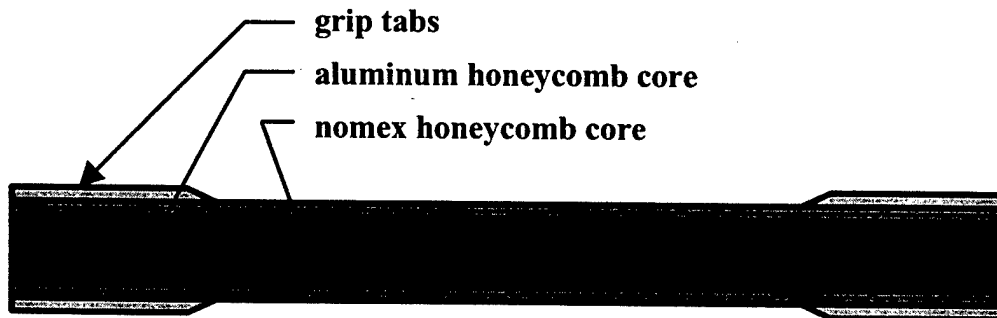 grip tabs
aluminum honeycomb core
nomex honeycomb core